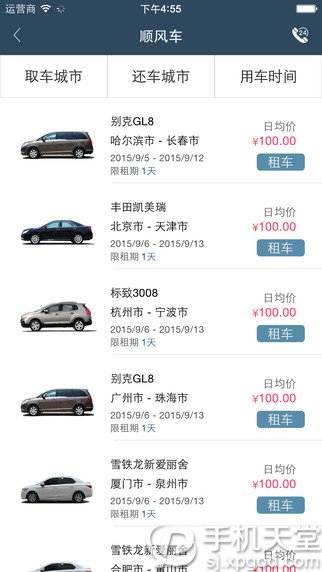 运营商 下午4:55
顺风车 24
取车城市 还车城市 用车时间
别克GL8
哈尔滨市 - 长春市
2015/9/5 - 2015/9/12
限租期 1天
日均价
¥100.00
租车
丰田凯美瑞
北京市 - 天津市
2015/9/6 - 2015/9/13
限租期 1天
日均价
¥100.00
租车
标致3008
杭州市 - 宁波市
2015/9/6 - 2015/9/13
限租期 1天
日均价
¥100.00
租车
别克GL8
广州市 - 珠海市
2015/9/6 - 2015/9/13
限租期 1天
日均价
¥100.00
租车
雪铁龙新爱丽舍
厦门市 - 泉州市
2015/9/6 - 2015/9/13
限租期 1天
日均价
¥100.00
租车
雪铁龙新爱丽舍
合肥市 - 黄山市
日均价
手机天堂
sj.xpgod.com